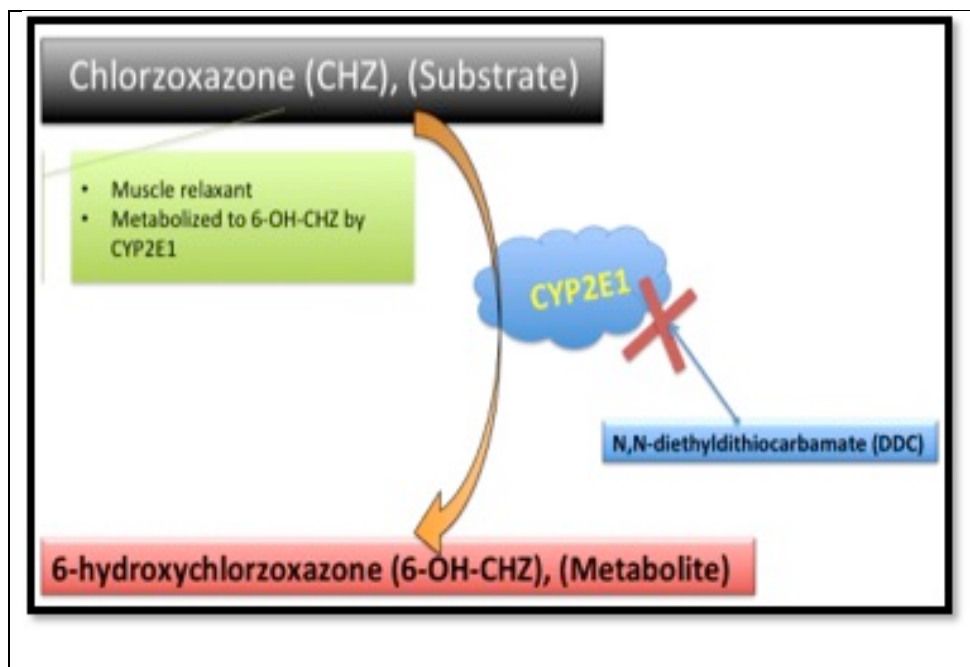 Chlorzoxazone (CHZ), (Substrate)
• Muscle relaxant
• Metabolized to 6-OH-CHZ by
CYP2E1
CYP2E1
N,N-diethyldithiocarbamate (DDC)
6-hydroxychlorzoxazone (6-OH-CHZ), (Metabolite)